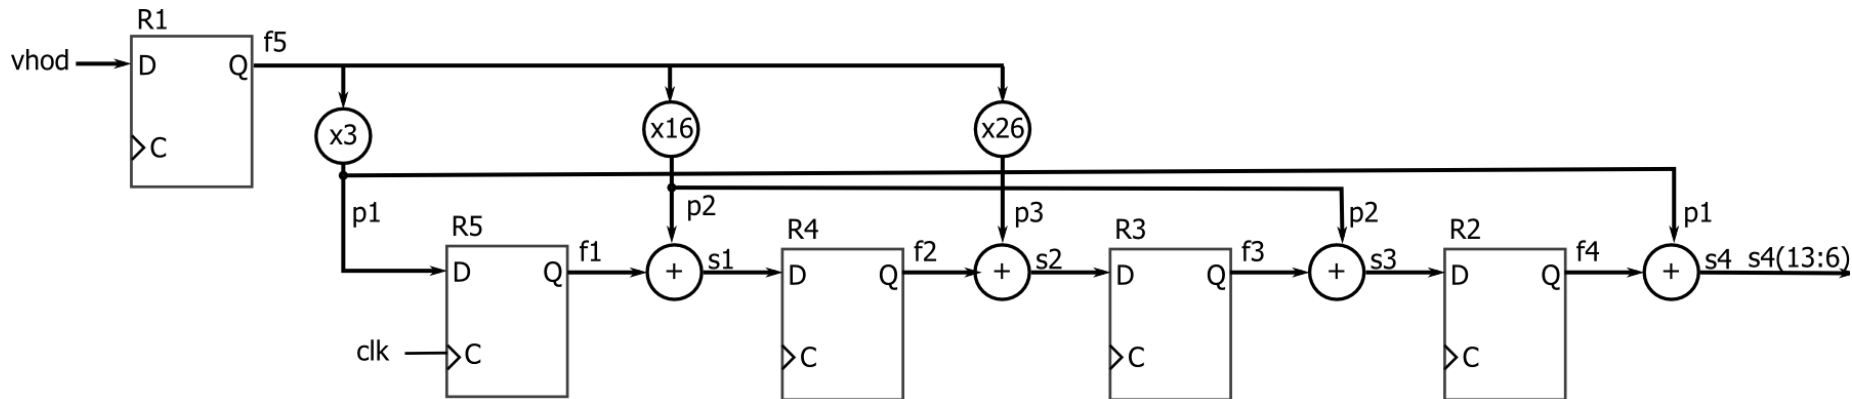 R1
vhod
D
Q
f5
C
x3
x16
x26
p1
p2
p3
p2
p1
R5
D
Q
f1
clk
C
+
s1
R4
D
Q
f2
C
+
s2
R3
D
Q
f3
C
+
s3
R2
D
Q
f4
C
+
s4 s4(13:6)